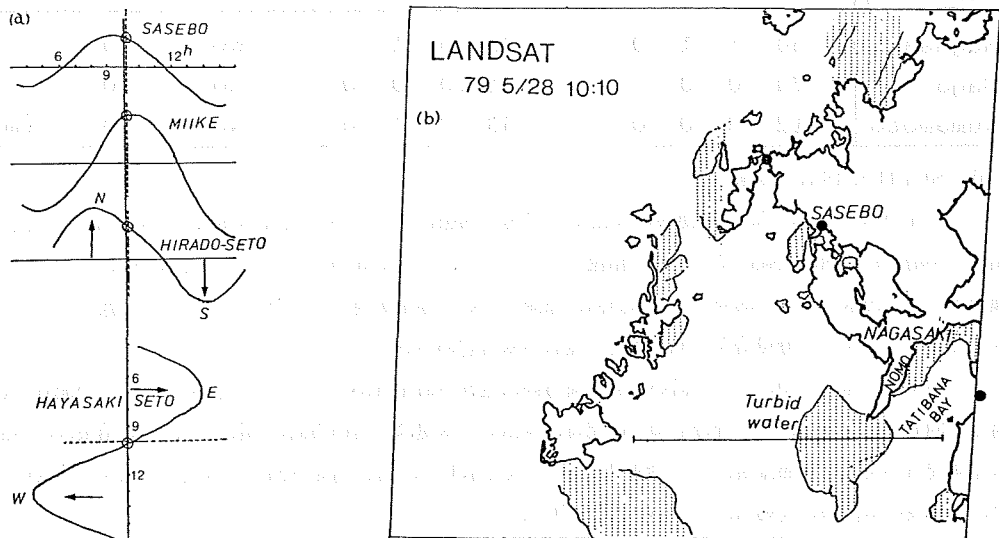 (a)
SASEBO
6
9
12h
MIIKE
N
HIRADO-SETO
S
6
HAYASAKI SETO
E
9
12
W
LANDSAT
79 5/28 10:10
(b)
SASEBO
NAGASAKI
NOMO
TATIBANA
BAY
Turbid
water